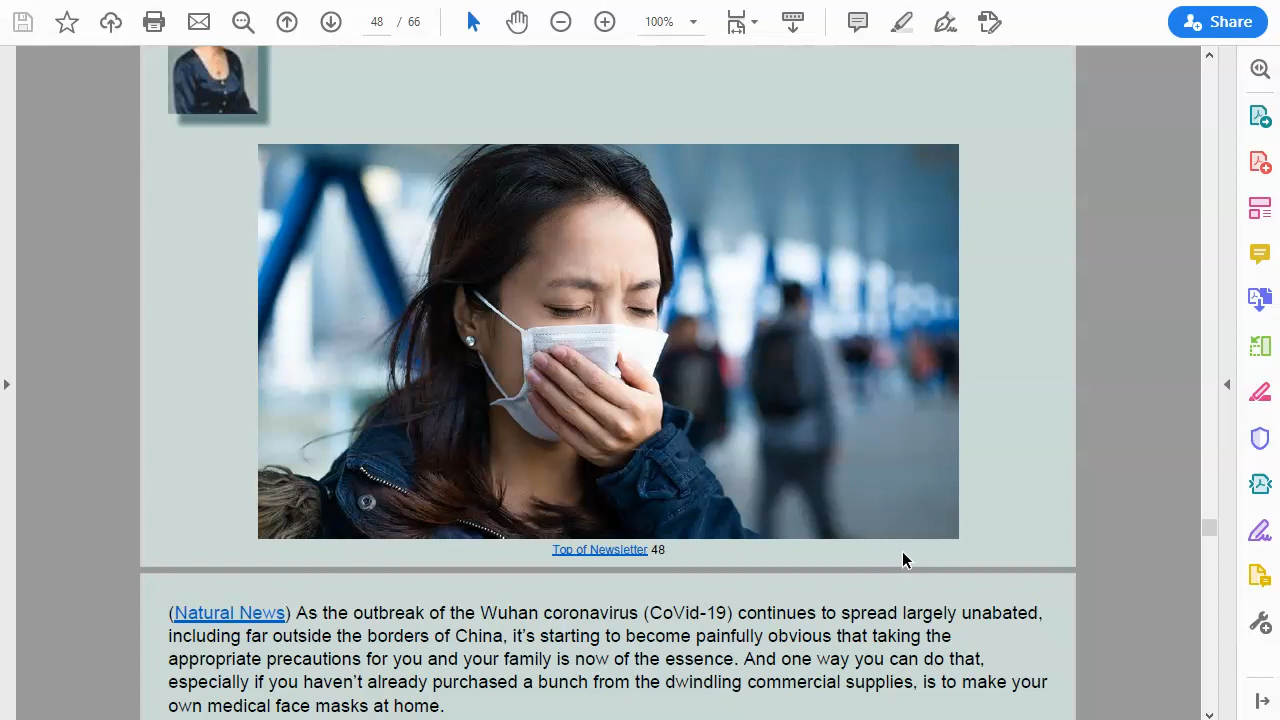 48 / 66
100%
Share
Top of Newsletter 48
(Natural News) As the outbreak of the Wuhan coronavirus (CoVid-19) continues to spread largely unabated,
including far outside the borders of China, it’s starting to become painfully obvious that taking the
appropriate precautions for you and your family is now of the essence. And one way you can do that,
especially if you haven’t already purchased a bunch from the dwindling commercial supplies, is to make your
own medical face masks at home.